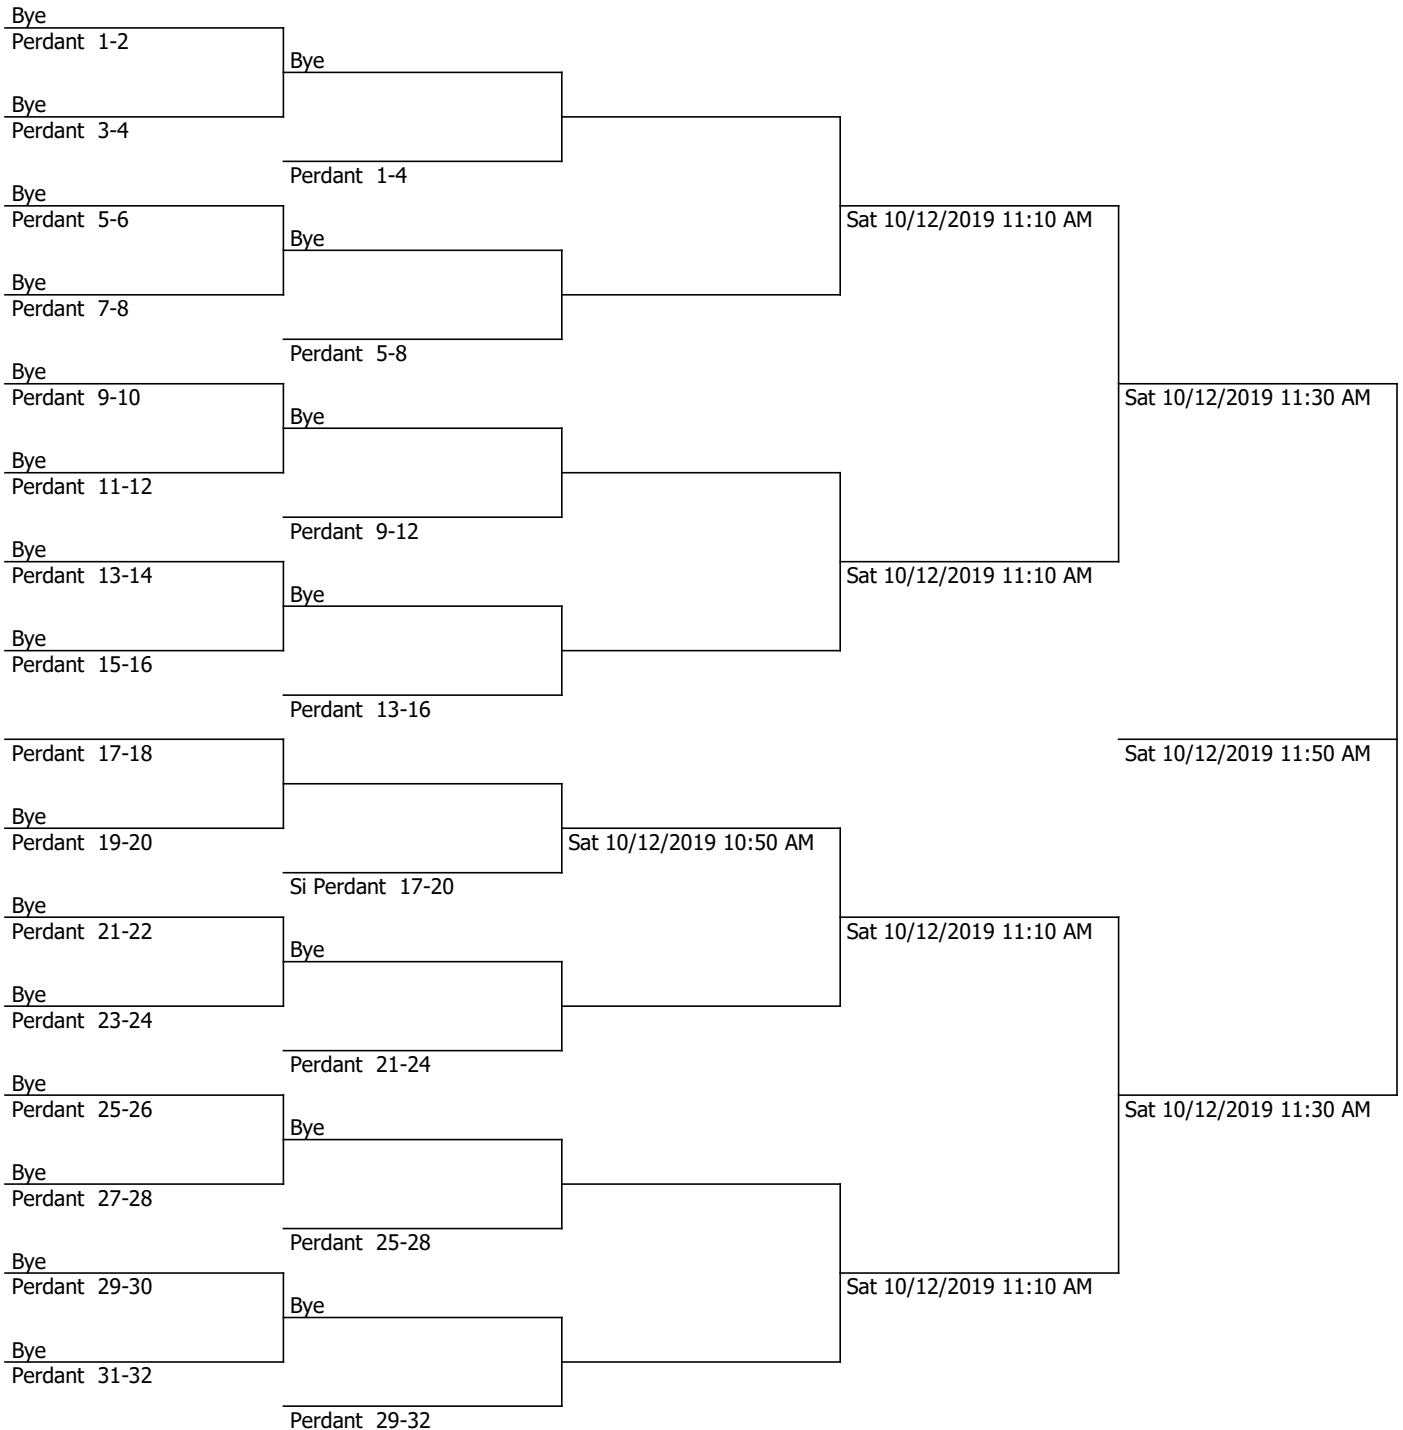 Bye
Perdant 1-2
Bye
Bye
Perdant 3-4
Perdant 1-4
Bye
Perdant 5-6
Sat 10/12/2019 11:10 AM
Bye
Bye
Perdant 7-8
Perdant 5-8
Bye
Perdant 9-10
Sat 10/12/2019 11:30 AM
Bye
Bye
Perdant 11-12
Perdant 9-12
Bye
Perdant 13-14
Sat 10/12/2019 11:10 AM
Bye
Bye
Perdant 15-16
Perdant 13-16
Perdant 17-18
Sat 10/12/2019 11:50 AM
Bye
Perdant 19-20
Sat 10/12/2019 10:50 AM
Si Perdant 17-20
Bye
Perdant 21-22
Sat 10/12/2019 11:10 AM
Bye
Bye
Perdant 23-24
Perdant 21-24
Bye
Perdant 25-26
Sat 10/12/2019 11:30 AM
Bye
Bye
Perdant 27-28
Perdant 25-28
Bye
Perdant 29-30
Sat 10/12/2019 11:10 AM
Bye
Bye
Perdant 31-32
Perdant 29-32